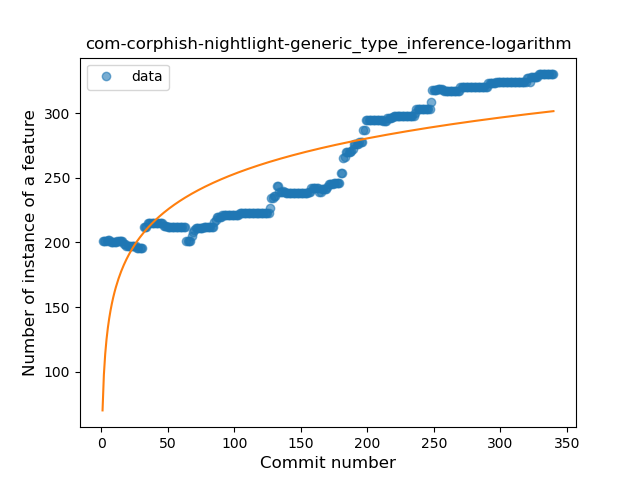 com-corphish-nightlight-generic_type_inference-logarithm
data
Number of instance of a feature
300
250
200
150
100
0 50 100 150 200 250 300 350
Commit number